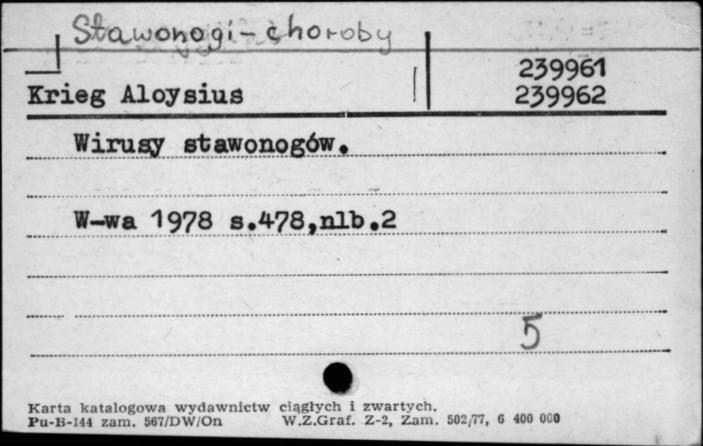 Stawonogi-choroby
239961
Krieg Aloysius 239962
Wirusy stawonogów.
W-wa 1978 s.478,nlb.2
5
Karta katalogowa wydawnictw ciągłych i zwartych.
Pu-B-144 zam. 567/DW/On W.Z.Graf. Z-2, Zam. 502/77, 6 400 000